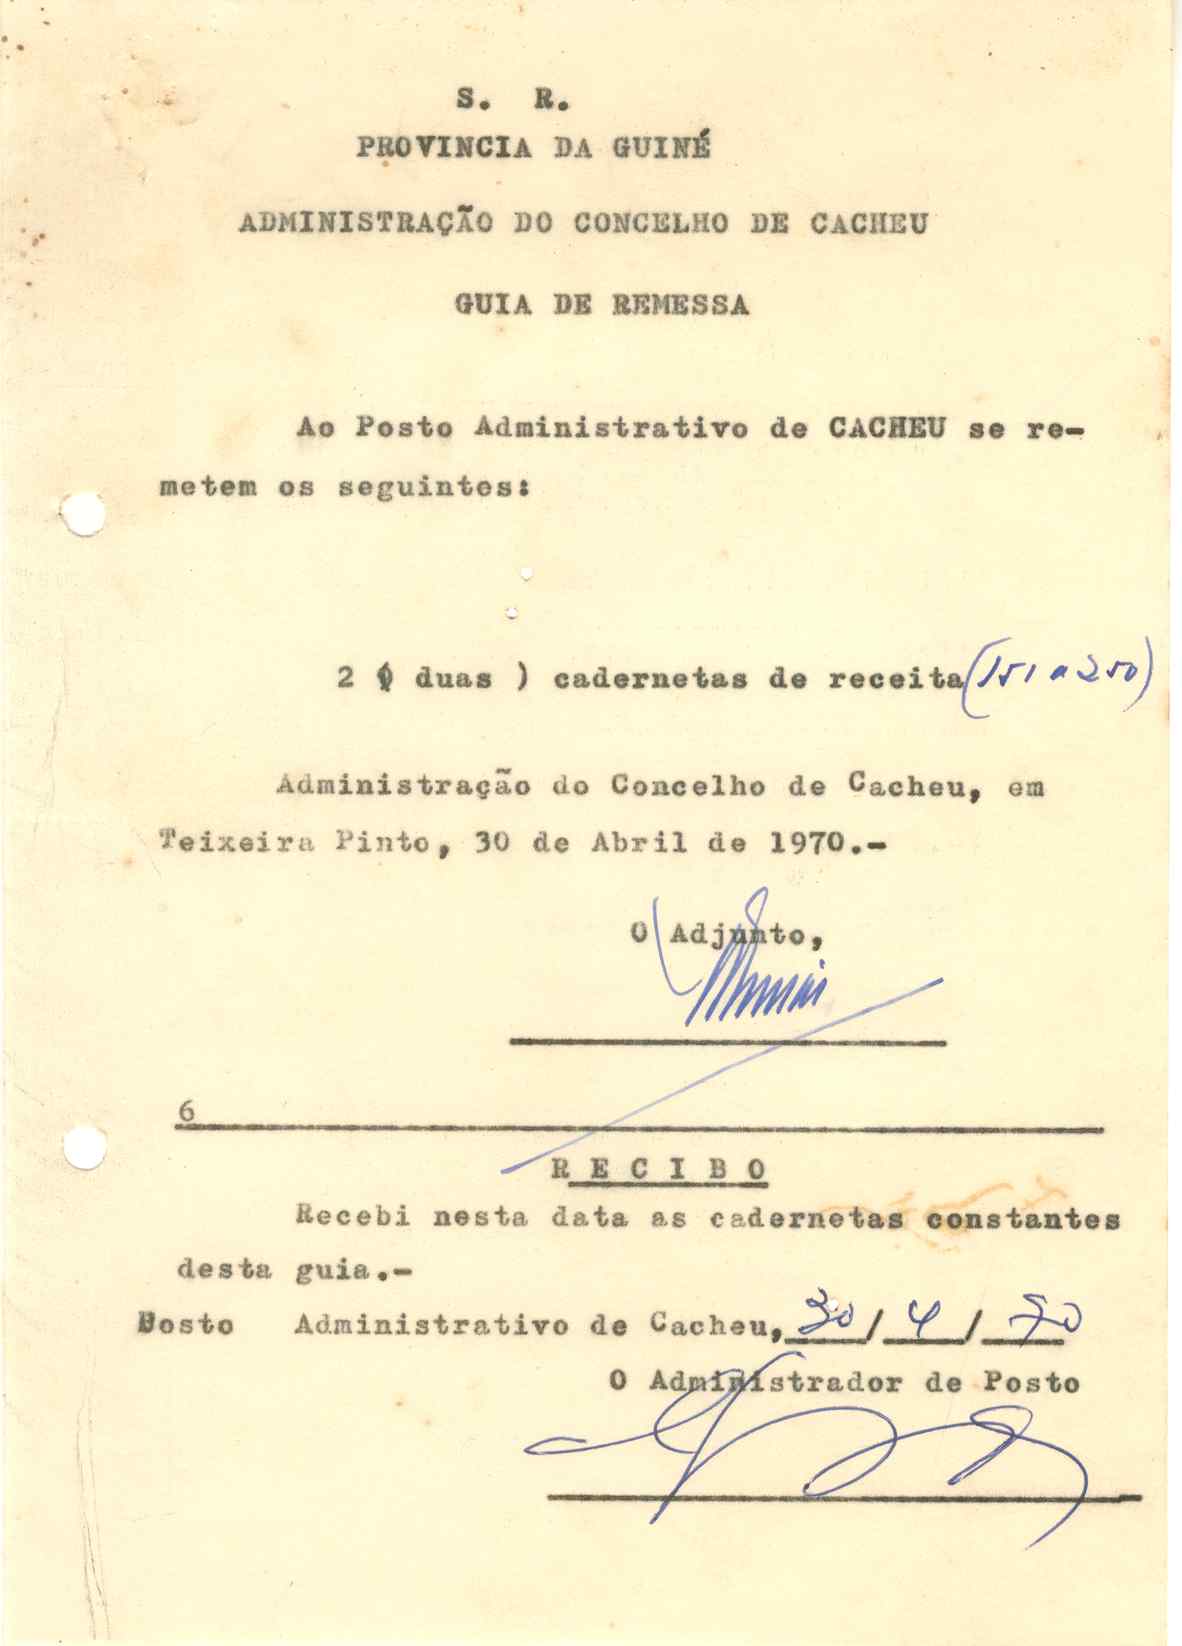 S. R.
PROVINCIA DA GUINÉ
ADMINISTRAÇÃO DO CONCELHO DE CACHEU
GUIA DE REMESSA
Ao Posto Administrativo de CACHEU se re-
metem os seguintes:
2 ( duas ) cadernetas de receita (151 a 250)
Administração do Concelho de Cacheu, em
Teixeira Pinto, 30 de Abril de 1970.-
O Adjunto,
6
RECIBO
Recebi nesta data as cadernetas constantes
desta guia.-
Posto Administrativo de Cacheu, 30/4/70
O Administrador de Posto